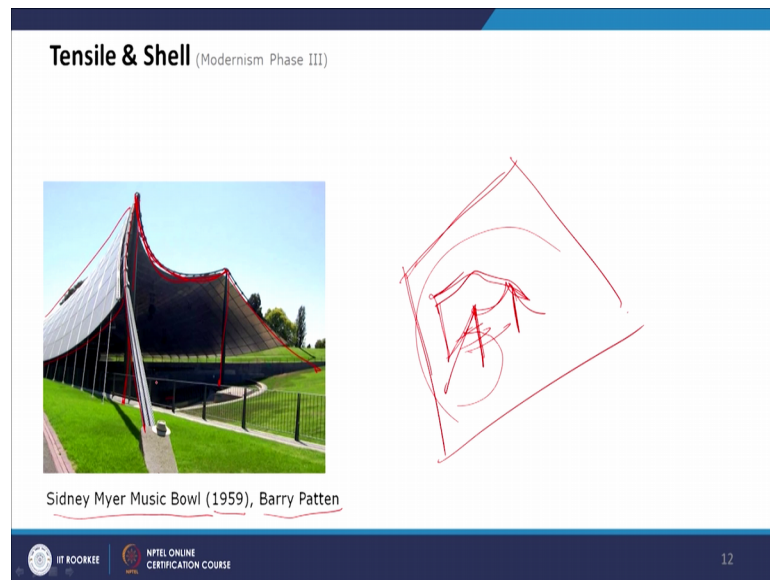 Tensile & Shell (Modernism Phase III)
Sidney Myer Music Bowl (1959), Barry Patten
IIT ROORKEE
NPTEL ONLINE
CERTIFICATION COURSE
12